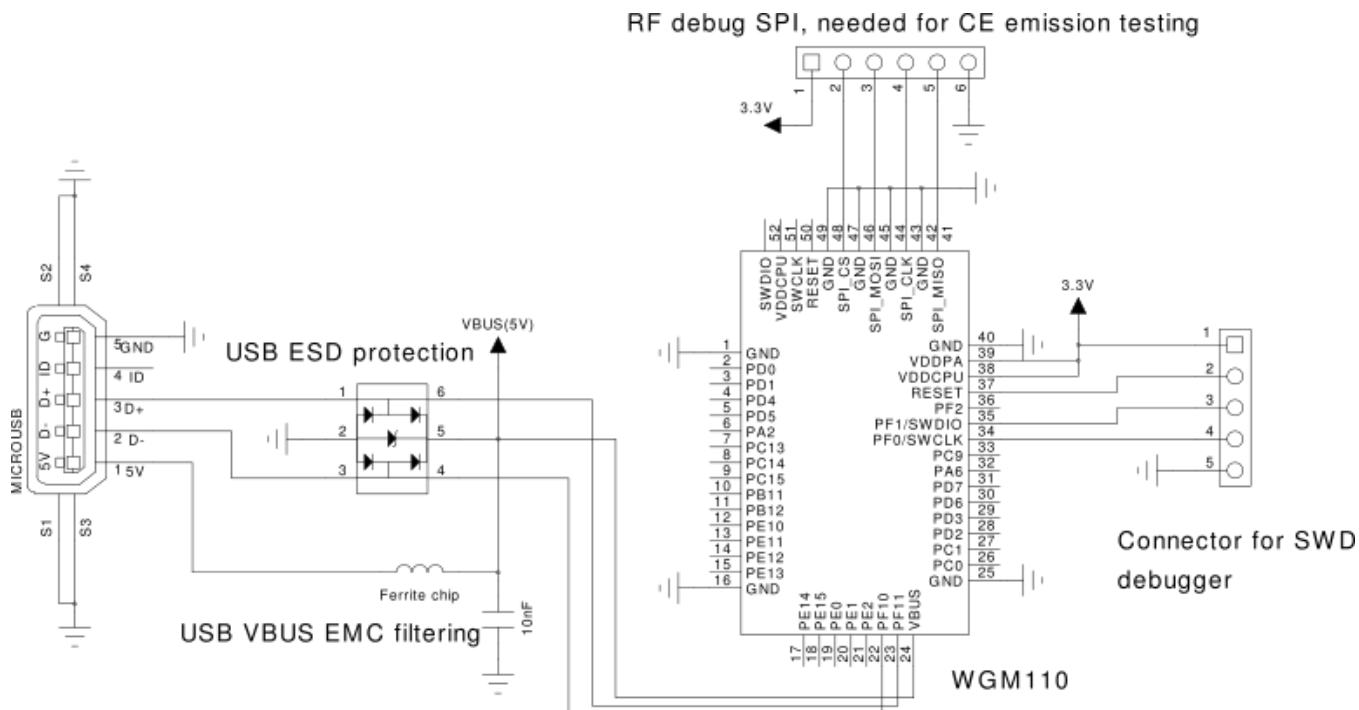 RF debug SPI, needed for CE emission testing
1
2
3
4
5
6
3.3V
SWDIO
52
VDDCPU
51
SWCLK
50
RESET
49
GND
48
SPI_CS
47
GND
46
SPI_MOSI
45
GND
44
SPI_CLK
43
GND
42
SPI_MISO
41
S2
S4
MICROUSB
G
ID
D+
D-
5V
5 GND
4 ID
3 D+
2 D-
1 5V
S1
S3
USB ESD protection
VBUS(5V)
1
2
3
6
5
4
Ferrite chip
USB VBUS EMC filtering
10nF
1 GND
2 PD0
3 PD1
4 PD4
5 PD5
6 PA2
7 PC13
8 PC14
9 PC15
10 PB11
11 PB12
12 PE10
13 PE11
14 PE12
15 PE13
16 GND
17 PE14
18 PE15
19 PE0
20 PE1
21 PE2
22 PF10
23 PF11
24 VBUS
GND 40
VDDPA 39
VDDCPU 38
RESET 37
PF2 36
PF1/SWDIO 35
PF0/SWCLK 34
PC9 33
PA6 32
PD7 31
PD6 30
PD3 29
PD2 28
PC1 27
PC0 26
GND 25
WGM110
3.3V
1
2
3
4
5
Connector for SWD
debugger